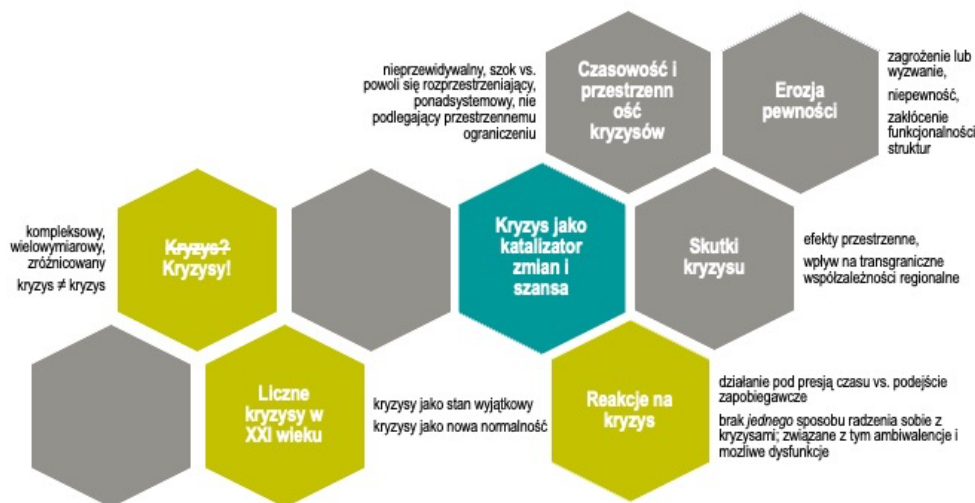 nieprzewidywalny, szok vs.
powoli się rozprzestrzeniający,
ponadsystemowy, nie
podlegający przestrzennemu
ograniczeniu
Czasowość i
przestrzenn
ość
kryzysów
Erozja
pewności
zagrożenie lub
wyzwanie,
niepewność,
zakłócenie
funkcjonalności
struktur
kompleksowy,
wielowymiarowy,
zróżnicowany
kryzys ≠ kryzys
Kryzys?
Kryzysy!
Kryzys jako
katalizator
zmian i
szansa
Skutki
kryzysu
efekty przestrzenne,
wpływ na transgraniczne
współzależności regionalne
Liczne
kryzysy w
XXI wieku
kryzysy jako stan wyjątkowy
kryzysy jako nowa normalność
Reakcje na
kryzys
działanie pod presją czasu vs. podejście
zapobiegawcze
brak jednego sposobu radzenia sobie z
kryzysami; związane z tym ambiwalencje i
mozliwe dysfunkcje